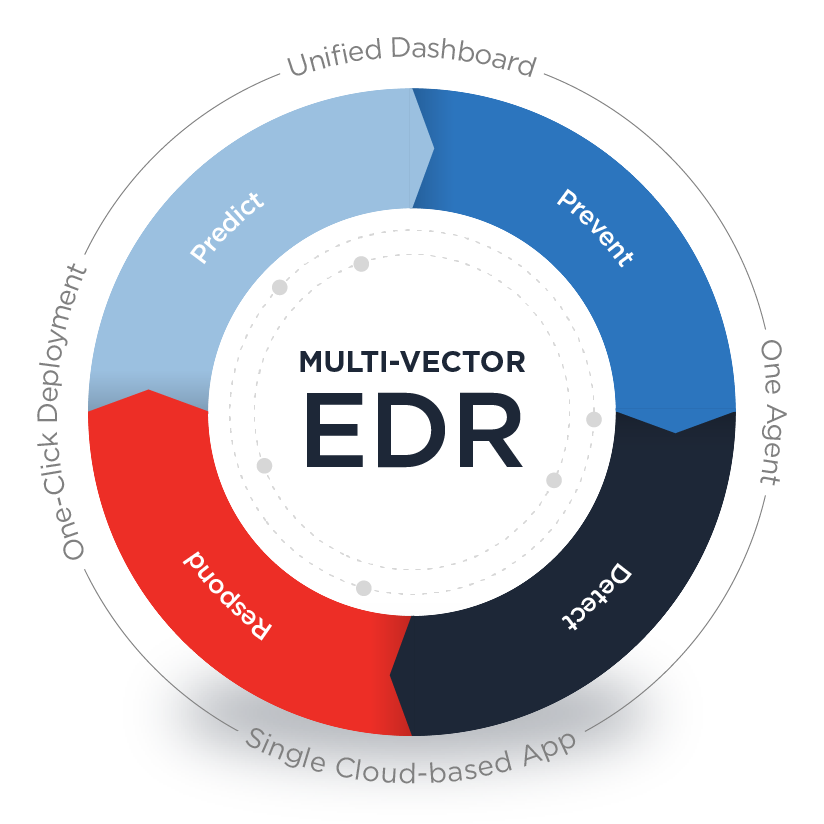 Unified Dashboard
Predict
Prevent
One-Click Deployment
MULTI-VECTOR
EDR
One Agent
Respond
Detect
Single Cloud-based App